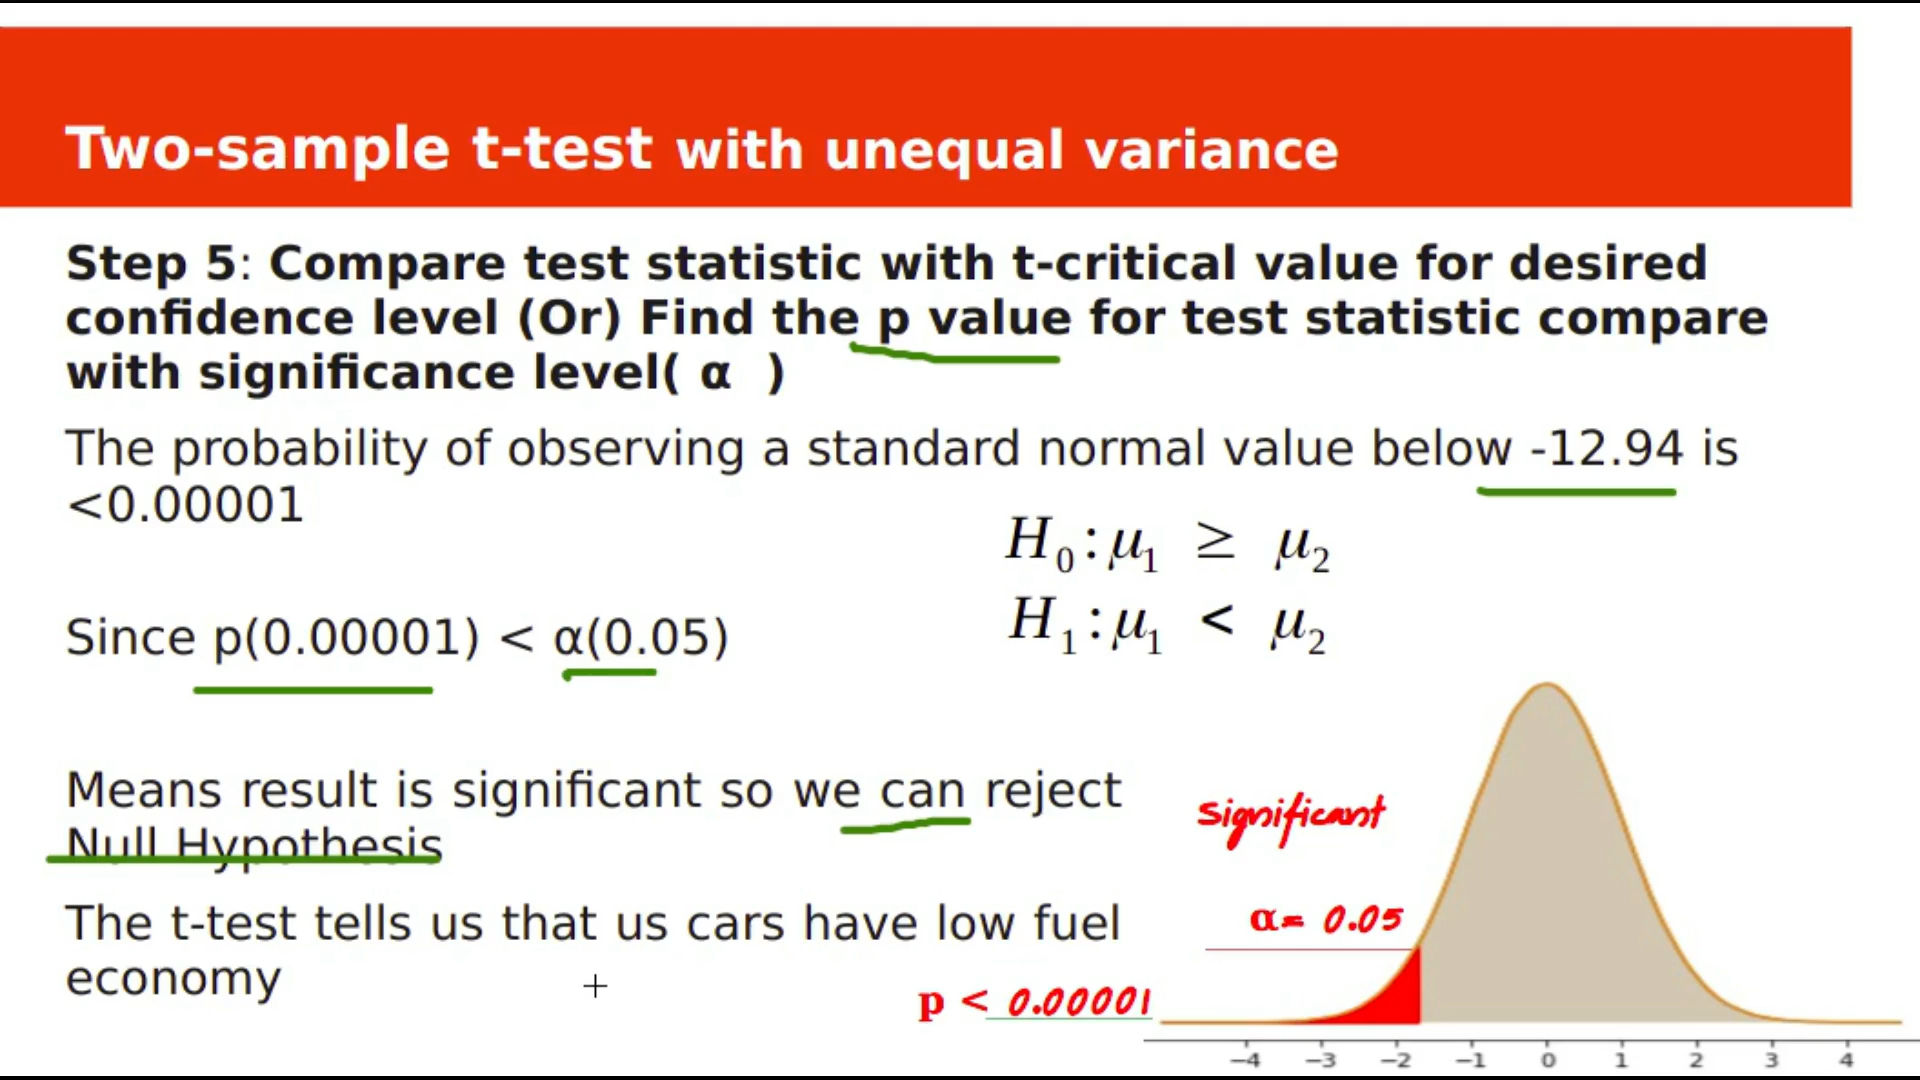 Two-sample t-test with unequal variance
Step 5: Compare test statistic with t-critical value for desired
confidence level (Or) Find the p value for test statistic compare
with significance level( α )
The probability of observing a standard normal value below -12.94 is
<0.00001
H₀:μ₁ ≥ μ₂
H₁:μ₁ < μ₂
Since p(0.00001) < α(0.05)
Means result is significant so we can reject
Null Hypothesis
The t-test tells us that us cars have low fuel
economy
Significant
α= 0.05
p < 0.00001
−4 −3 −2 −1 0 1 2 3 4